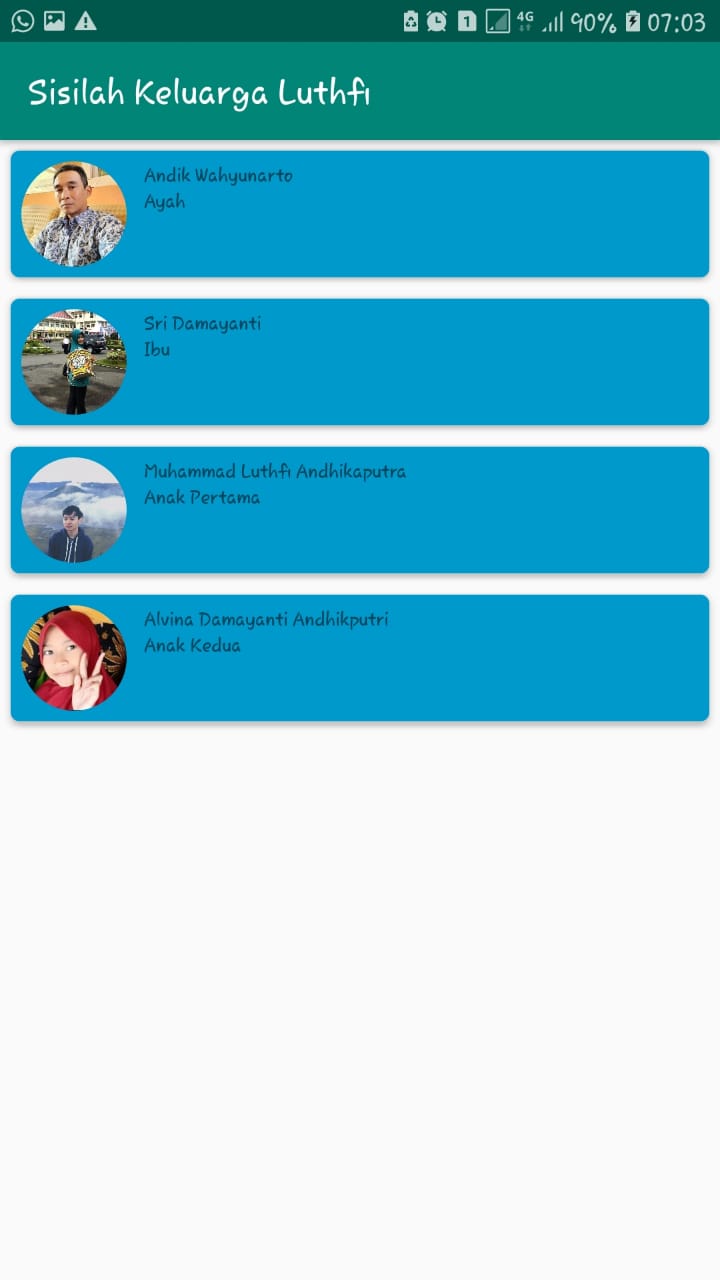 4G 90% 07:03
Sisilah Keluarga Luthfi
Andik Wahyunarto
Ayah
Sri Damayanti
Ibu
Muhammad Luthfi Andhikaputra
Anak Pertama
Alvina Damayanti Andhikputri
Anak Kedua